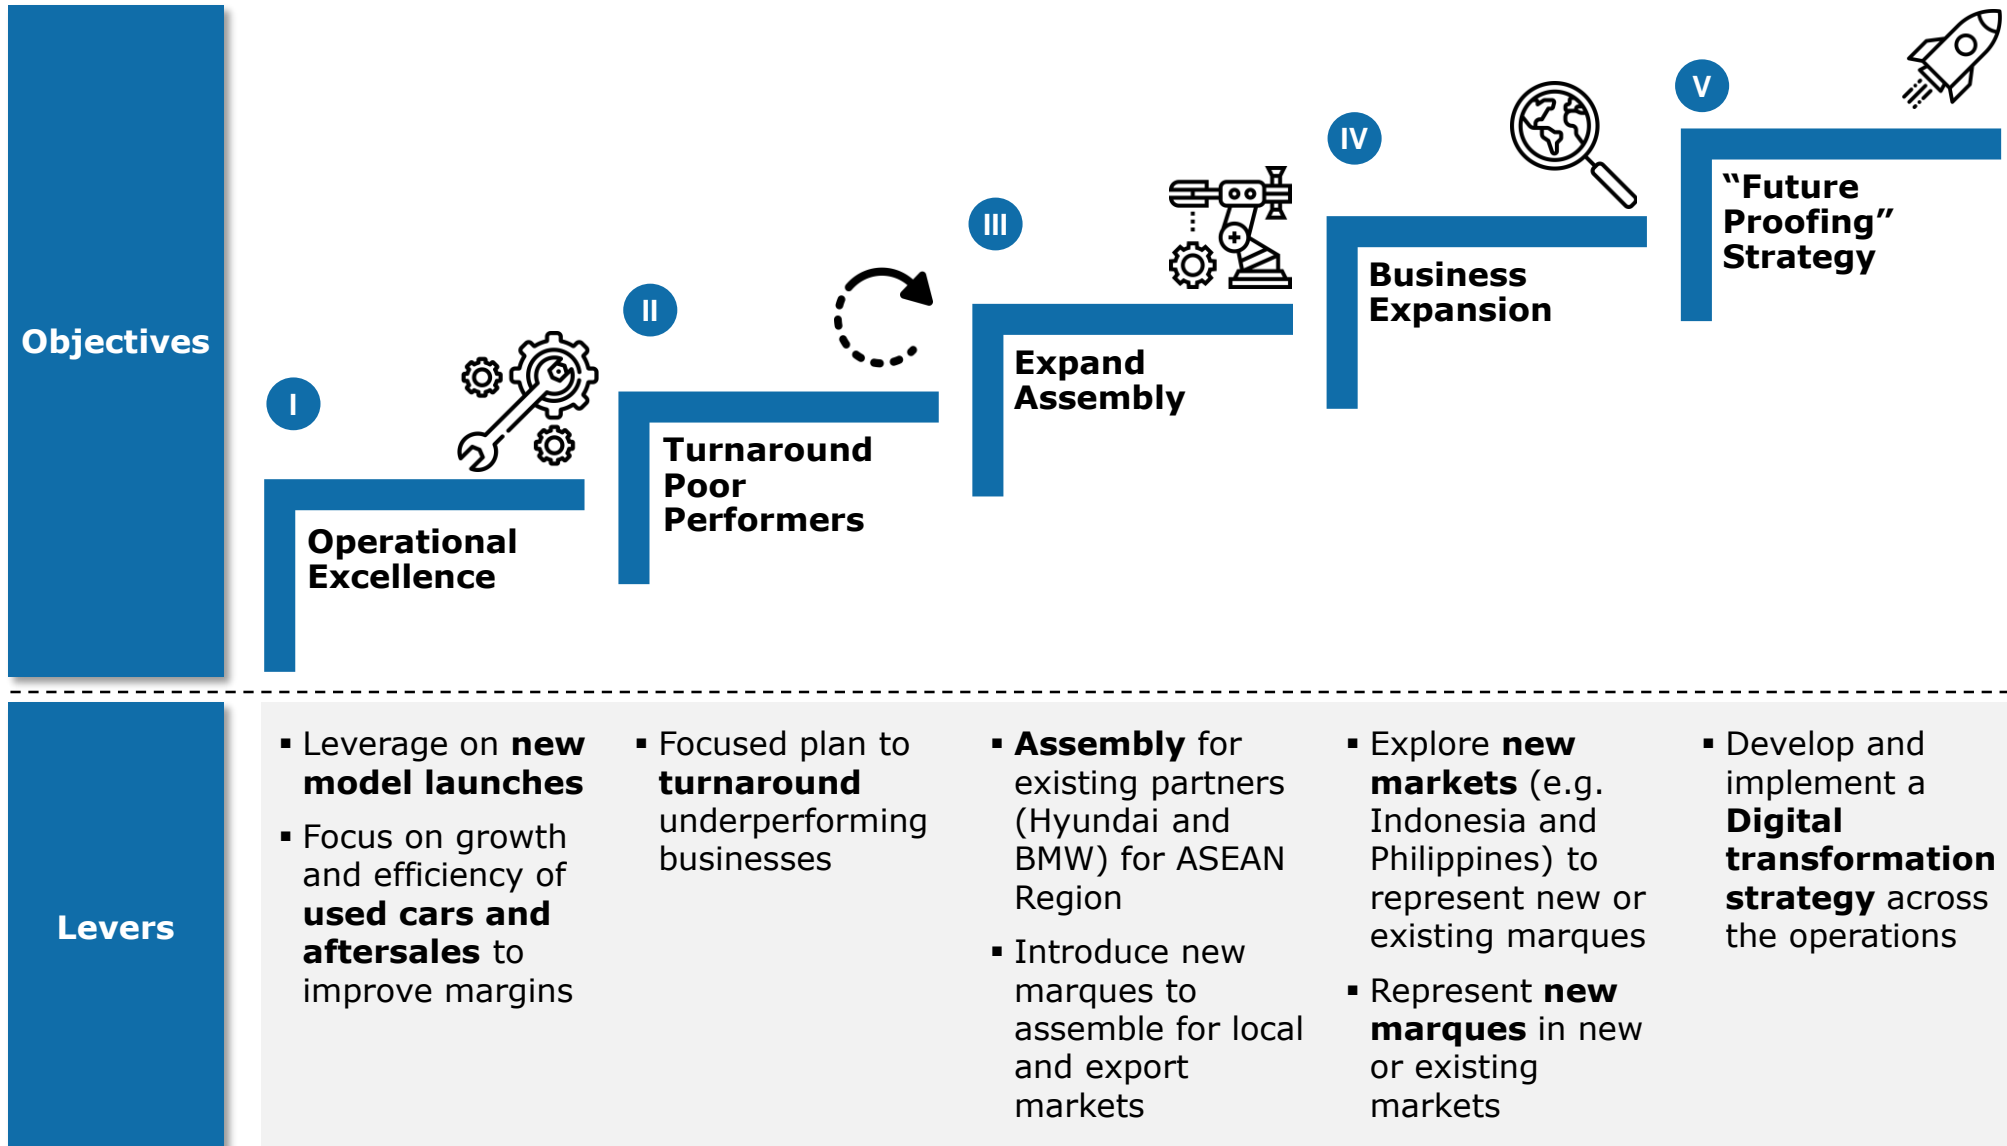 Objectives
I
Operational
Excellence
II
Turnaround
Poor
Performers
III
Expand
Assembly
IV
Business
Expansion
V
“Future
Proofing”
Strategy
Levers
▪ Leverage on new
model launches
▪ Focus on growth
and efficiency of
used cars and
aftersales to
improve margins
▪ Focused plan to
turnaround
underperforming
businesses
▪ Assembly for
existing partners
(Hyundai and
BMW) for ASEAN
Region
▪ Introduce new
marques to
assemble for local
and export
markets
▪ Explore new
markets (e.g.
Indonesia and
Philippines) to
represent new or
existing marques
▪ Represent new
marques in new
or existing
markets
▪ Develop and
implement a
Digital
transformation
strategy across
the operations